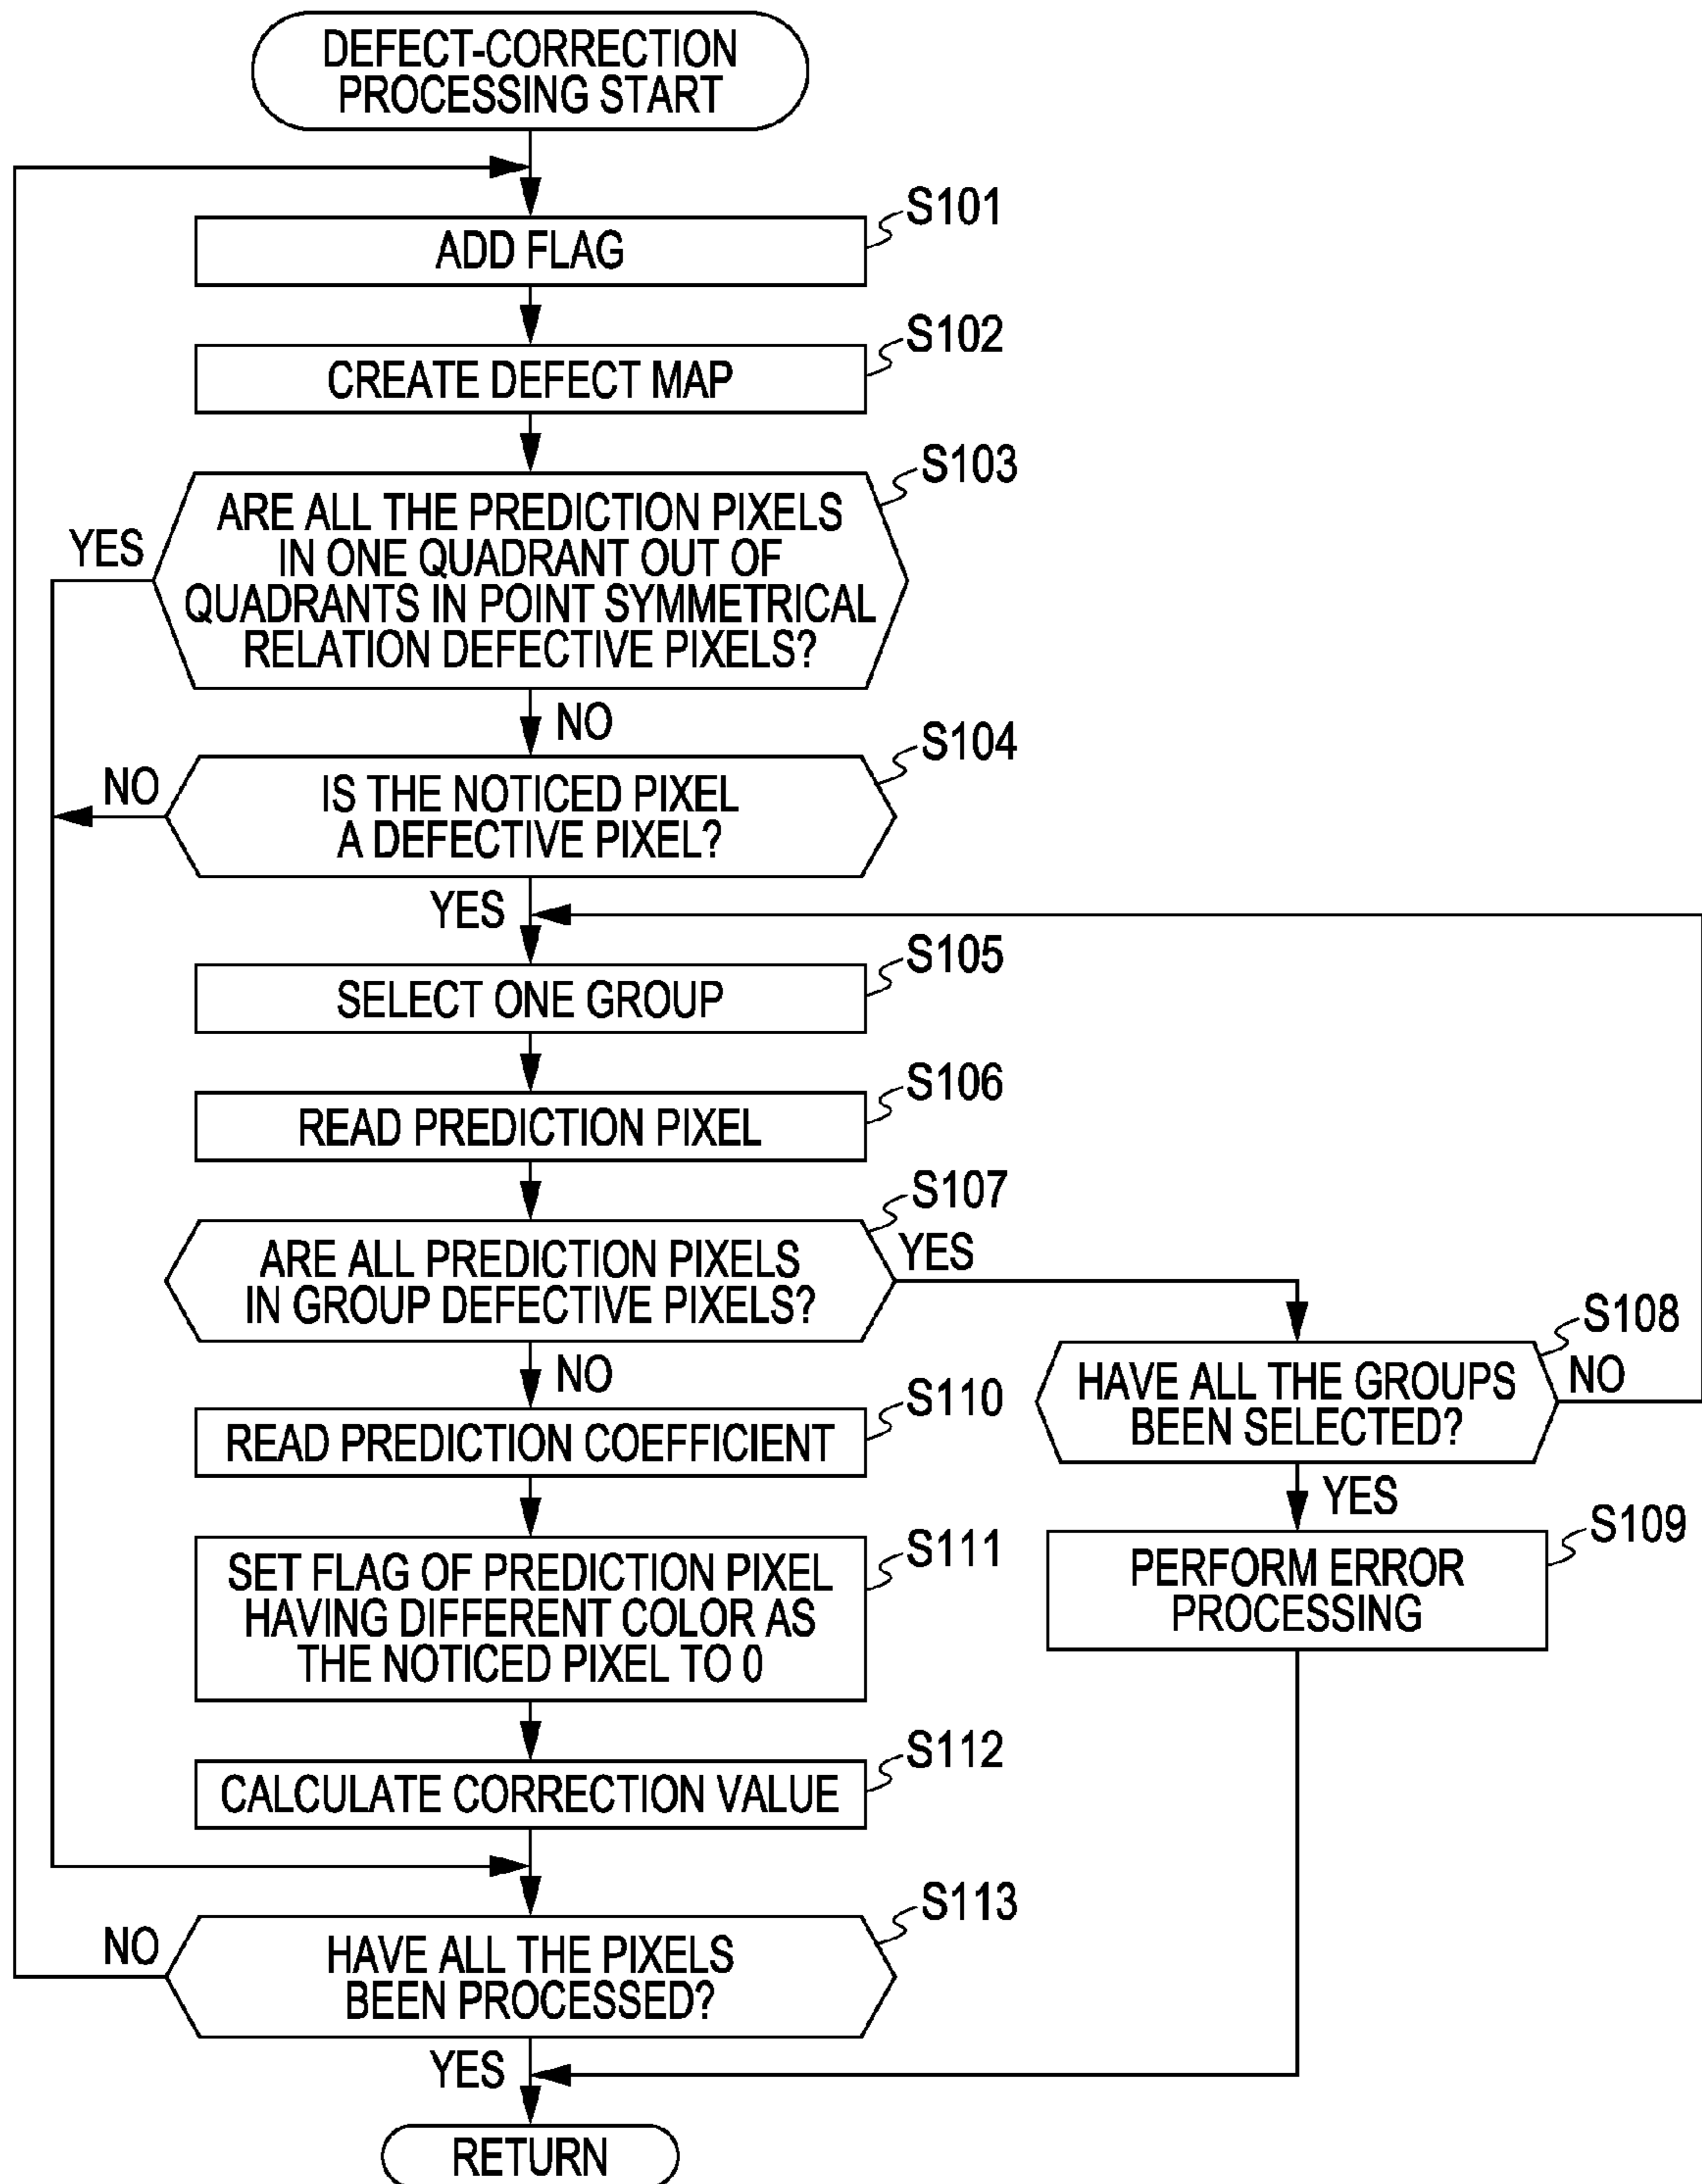 DEFECT-CORRECTION
PROCESSING START
S101
ADD FLAG
S102
CREATE DEFECT MAP
S103
ARE ALL THE PREDICTION PIXELS
IN ONE QUADRANT OUT OF
QUADRANTS IN POINT SYMMETRICAL
RELATION DEFECTIVE PIXELS?
YES
NO
S104
IS THE NOTICED PIXEL
A DEFECTIVE PIXEL?
NO
YES
S105
SELECT ONE GROUP
S106
READ PREDICTION PIXEL
S107
ARE ALL PREDICTION PIXELS
IN GROUP DEFECTIVE PIXELS?
YES
NO
S108
HAVE ALL THE GROUPS
BEEN SELECTED?
NO
YES
S109
PERFORM ERROR
PROCESSING
S110
READ PREDICTION COEFFICIENT
S111
SET FLAG OF PREDICTION PIXEL
HAVING DIFFERENT COLOR AS
THE NOTICED PIXEL TO 0
S112
CALCULATE CORRECTION VALUE
S113
HAVE ALL THE PIXELS
BEEN PROCESSED?
NO
YES
RETURN